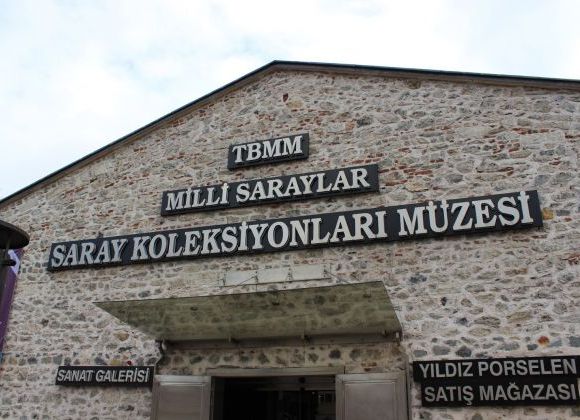 TBMM
MİLLİ SARAYLAR
SARAY KOLEKSİYONLARI MÜZESİ
SANAT GALERİSİ
YILDIZ PORSELEN
SATIŞ MAĞAZASI